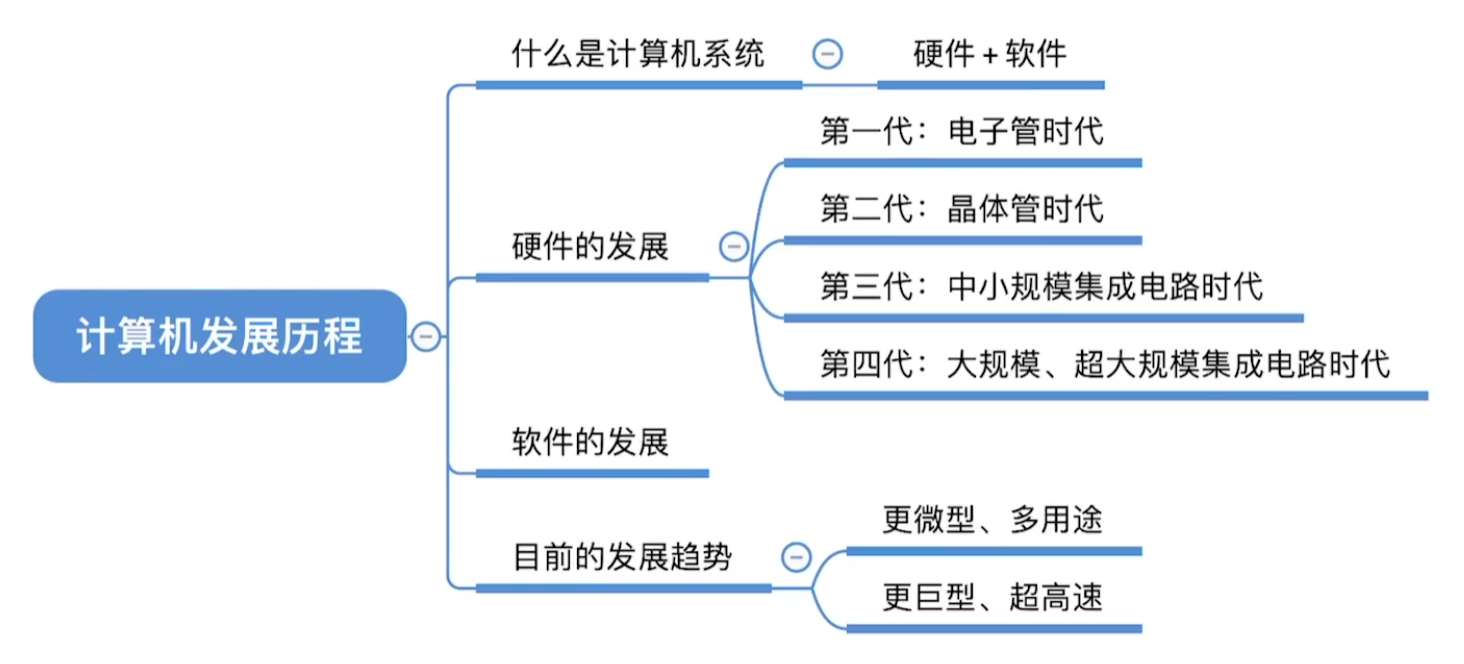 计算机发展历程
什么是计算机系统
硬件+软件
硬件的发展
第一代：电子管时代
第二代：晶体管时代
第三代：中小规模集成电路时代
第四代：大规模、超大规模集成电路时代
软件的发展
目前的发展趋势
更微型、多用途
更巨型、超高速